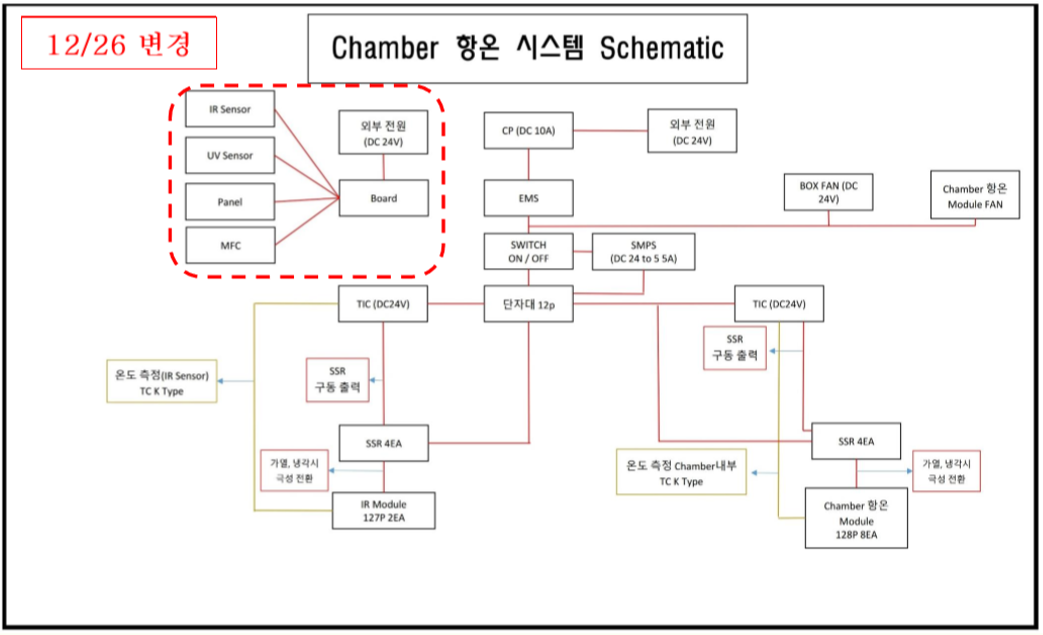 12/26 변경
Chamber 항온 시스템 Schematic
IR Sensor
UV Sensor
Panel
MFC
외부 전원
(DC 24V)
Board
CP (DC 10A)
외부 전원
(DC 24V)
EMS
BOX FAN (DC
24V)
Chamber 항온
Module FAN
SWITCH
ON / OFF
SMPS
(DC 24 to 5 5A)
TIC (DC24V)
단자대 12p
TIC (DC24V)
SSR
구동 출력
온도 측정(IR Sensor)
TC K Type
SSR
구동 출력
SSR 4EA
SSR 4EA
가열, 냉각시
극성 전환
온도 측정 Chamber내부
TC K Type
가열, 냉각시
극성 전환
IR Module
127P 2EA
Chamber 항온
Module
128P 8EA